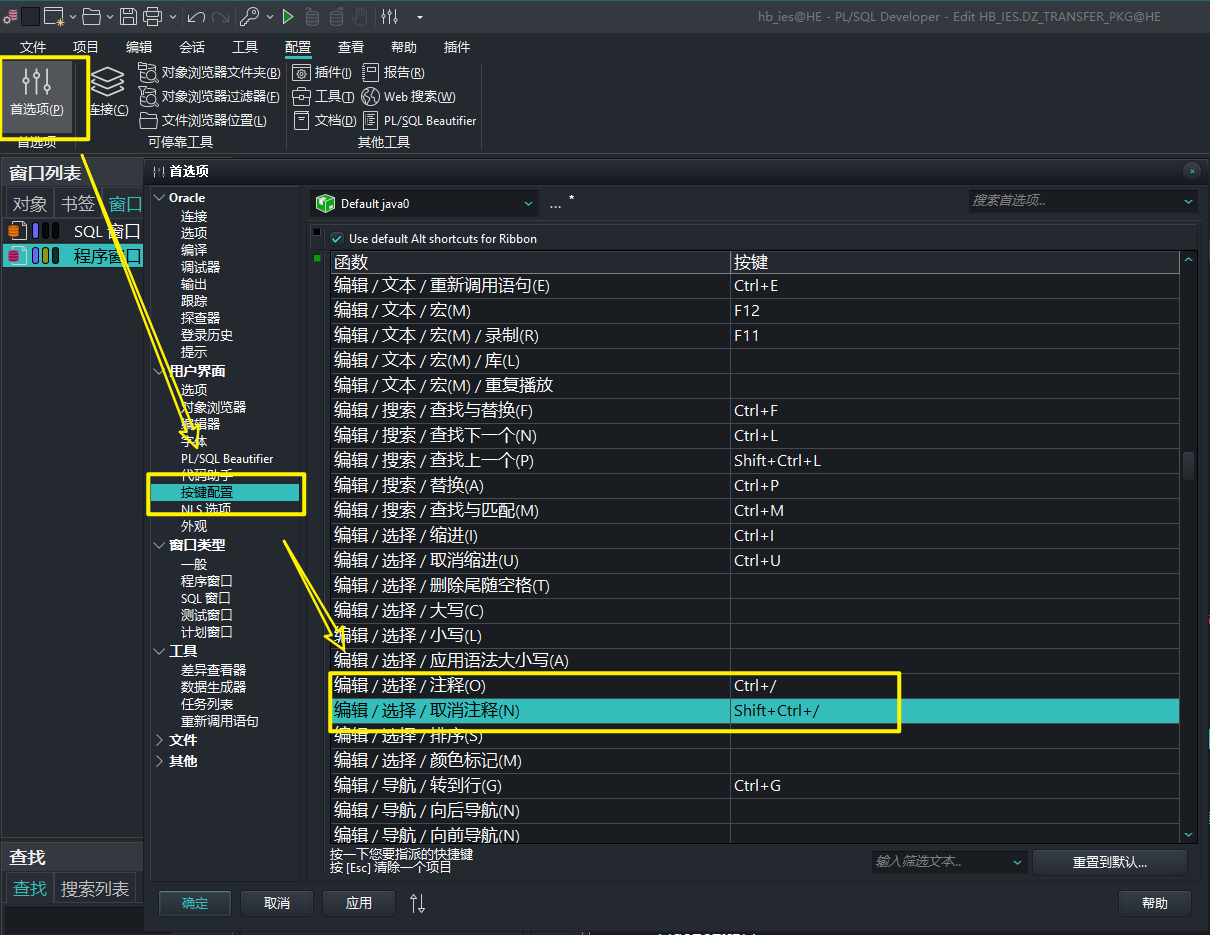 hb_ies@HE - PL/SQL Developer - Edit HB_IES.DZ_TRANSFER_PKG@HE
文件 项目 编辑 会话 工具 配置 查看 帮助 插件
首选项(P)
连接(C)
对象浏览器文件夹(B)
对象浏览器过滤器(F)
文件浏览器位置(L)
插件(I)
工具(T)
文档(D)
报告(R)
Web 搜索(W)
PL/SQL Beautifier
首选项
可停靠工具
其他工具
窗口列表
对象 书签 窗口
SQL 窗口
程序窗口
查找
查找 搜索列表
首选项
Oracle
连接
选项
编译
调试器
输出
跟踪
探查器
登录历史
提示
用户界面
选项
对象浏览器
编辑器
字体
PL/SQL Beautifier
代码助手
按键配置
NLS 选项
外观
窗口类型
一般
程序窗口
SQL 窗口
测试窗口
计划窗口
工具
差异查看器
数据生成器
任务列表
重新调用语句
文件
其他
Default java0 ... *
搜索首选项...
Use default Alt shortcuts for Ribbon
函数 按键
编辑 / 文本 / 重新调用语句(E) Ctrl+E
编辑 / 文本 / 宏(M) F12
编辑 / 文本 / 宏(M) / 录制(R) F11
编辑 / 文本 / 宏(M) / 库(L)
编辑 / 文本 / 宏(M) / 重复播放
编辑 / 搜索 / 查找与替换(F) Ctrl+F
编辑 / 搜索 / 查找下一个(N) Ctrl+L
编辑 / 搜索 / 查找上一个(P) Shift+Ctrl+L
编辑 / 搜索 / 替换(A) Ctrl+P
编辑 / 搜索 / 查找与匹配(M) Ctrl+M
编辑 / 选择 / 缩进(I) Ctrl+I
编辑 / 选择 / 取消缩进(U) Ctrl+U
编辑 / 选择 / 删除尾随空格(T)
编辑 / 选择 / 大写(C)
编辑 / 选择 / 小写(L)
编辑 / 选择 / 应用语法大小写(A)
编辑 / 选择 / 注释(O) Ctrl+/
编辑 / 选择 / 取消注释(N) Shift+Ctrl+/
编辑 / 选择 / 排序(S)
编辑 / 选择 / 颜色标记(M)
编辑 / 导航 / 转到行(G) Ctrl+G
编辑 / 导航 / 向后导航(N)
编辑 / 导航 / 向前导航(N)
按一下您要指派的快捷键
按 [Esc] 清除一个项目
输入筛选文本...
重置到默认...
确定 取消 应用 帮助